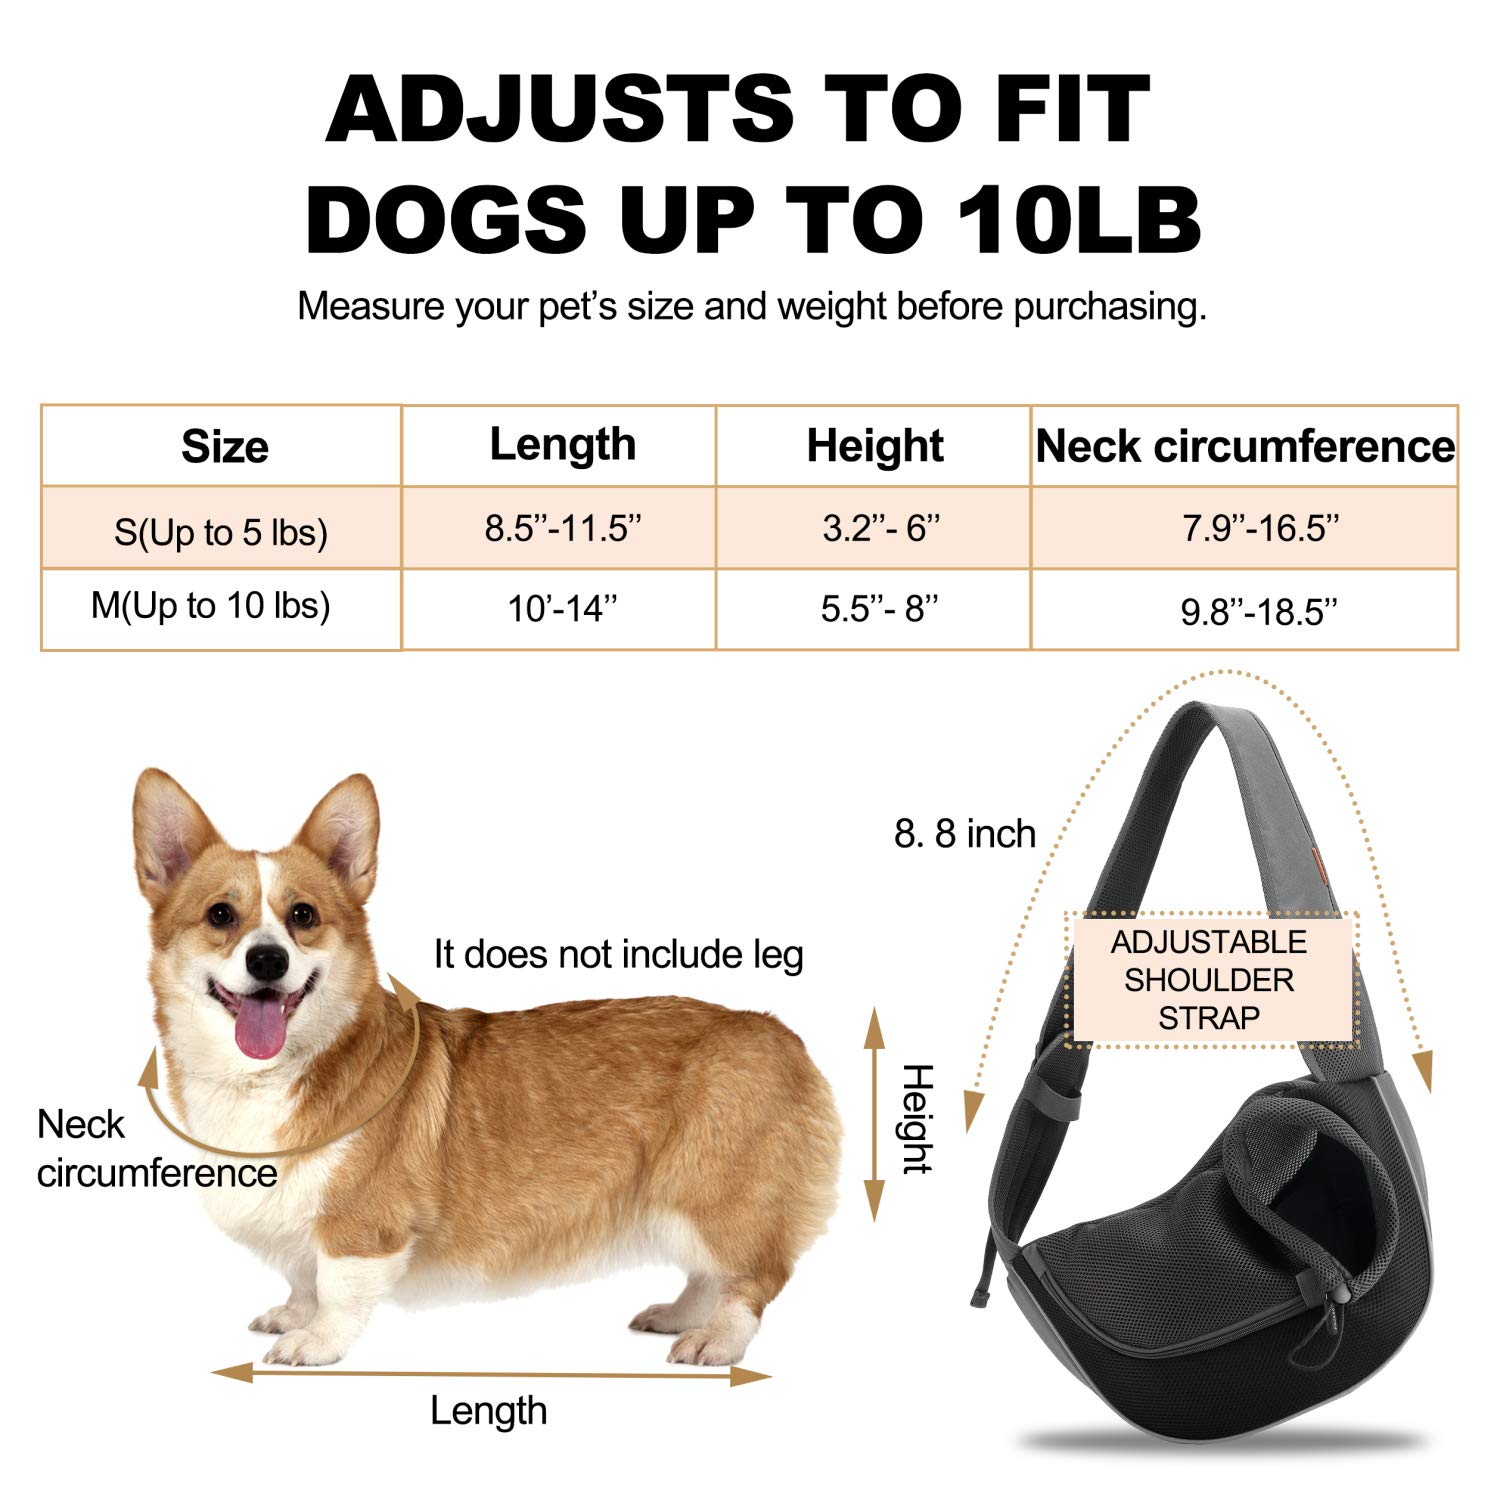 ADJUSTS TO FIT
DOGS UP TO 10LB
Measure your pet’s size and weight before purchasing.
Size Length Height Neck circumference
S(Up to 5 lbs) 8.5’’-11.5’’ 3.2’’- 6’’ 7.9’’-16.5’’
M(Up to 10 lbs) 10’-14’’ 5.5’’- 8’’ 9.8’’-18.5’’
8. 8 inch
ADJUSTABLE
SHOULDER
STRAP
It does not include leg
Height
Neck
circumference
Length